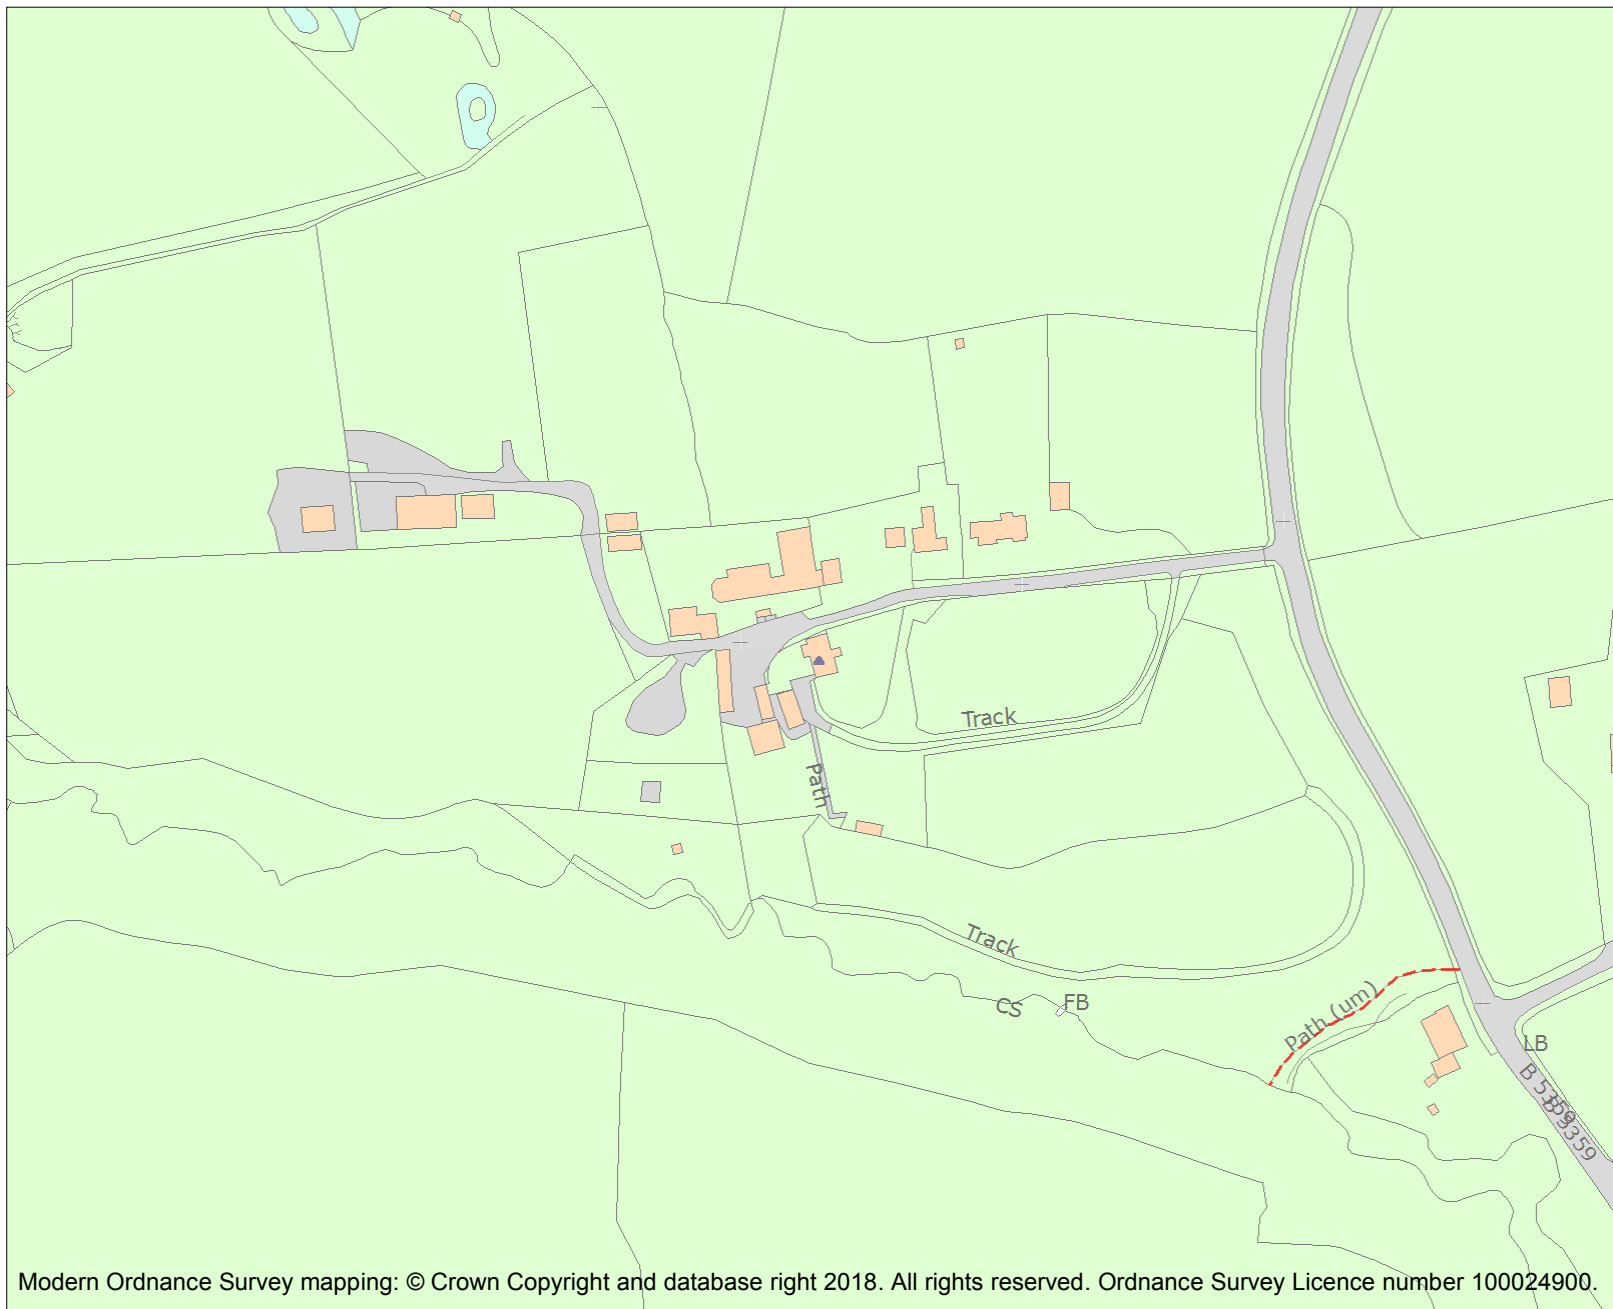 Track
Path
Track
CS
FB
Path (um)
LB
B 5359
B 5359
Modern Ordnance Survey mapping: © Crown Copyright and database right 2018. All rights reserved. Ordnance Survey Licence number 100024900.